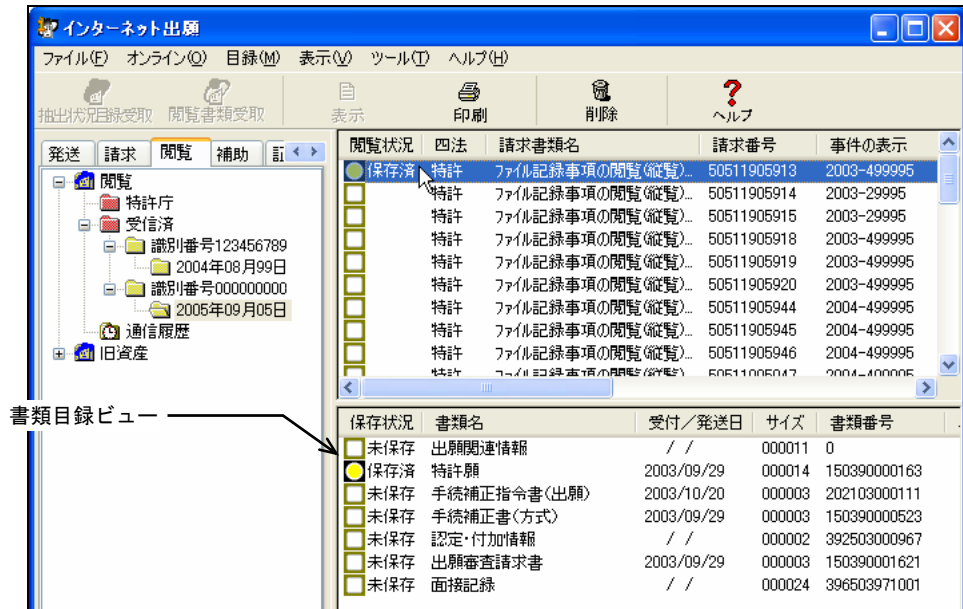 インターネット出願
ファイル(F) オンライン(O) 目録(M) 表示(V) ツール(T) ヘルプ(H)
抽出状況目録受取 閲覧書類受取 表示 印刷 削除 ヘルプ
発送 請求 閲覧 補助
閲覧
特許庁
受信済
識別番号123456789
2004年08月99日
識別番号000000000
2005年09月05日
通信履歴
旧資産
閲覧状況 四法 請求書類名 請求番号 事件の表示
保存済 特許 ファイル記録事項の閲覧(縦覧)... 50511905913 2003-499995
特許 ファイル記録事項の閲覧(縦覧)... 50511905914 2003-29995
特許 ファイル記録事項の閲覧(縦覧)... 50511905915 2003-29995
特許 ファイル記録事項の閲覧(縦覧)... 50511905918 2003-499995
特許 ファイル記録事項の閲覧(縦覧)... 50511905919 2003-499995
特許 ファイル記録事項の閲覧(縦覧)... 50511905920 2003-499995
特許 ファイル記録事項の閲覧(縦覧)... 50511905944 2004-499995
特許 ファイル記録事項の閲覧(縦覧)... 50511905945 2004-499995
特許 ファイル記録事項の閲覧(縦覧)... 50511905946 2004-499995
特許 ファイル記録事項の閲覧(縦覧)... 50511905947 2004-499995
書類目録ビュー
保存状況 書類名 受付/発送日 サイズ 書類番号
未保存 出願関連情報 / / 000011 0
保存済 特許願 2003/09/29 000014 150390000163
未保存 手続補正指令書(出願) 2003/10/20 000003 202103000111
未保存 手続補正書(方式) 2003/09/29 000003 150390000523
未保存 認定・付加情報 / / 000002 392503000967
未保存 出願審査請求書 2003/09/29 000003 150390001621
未保存 面接記録 / / 000024 396503971001